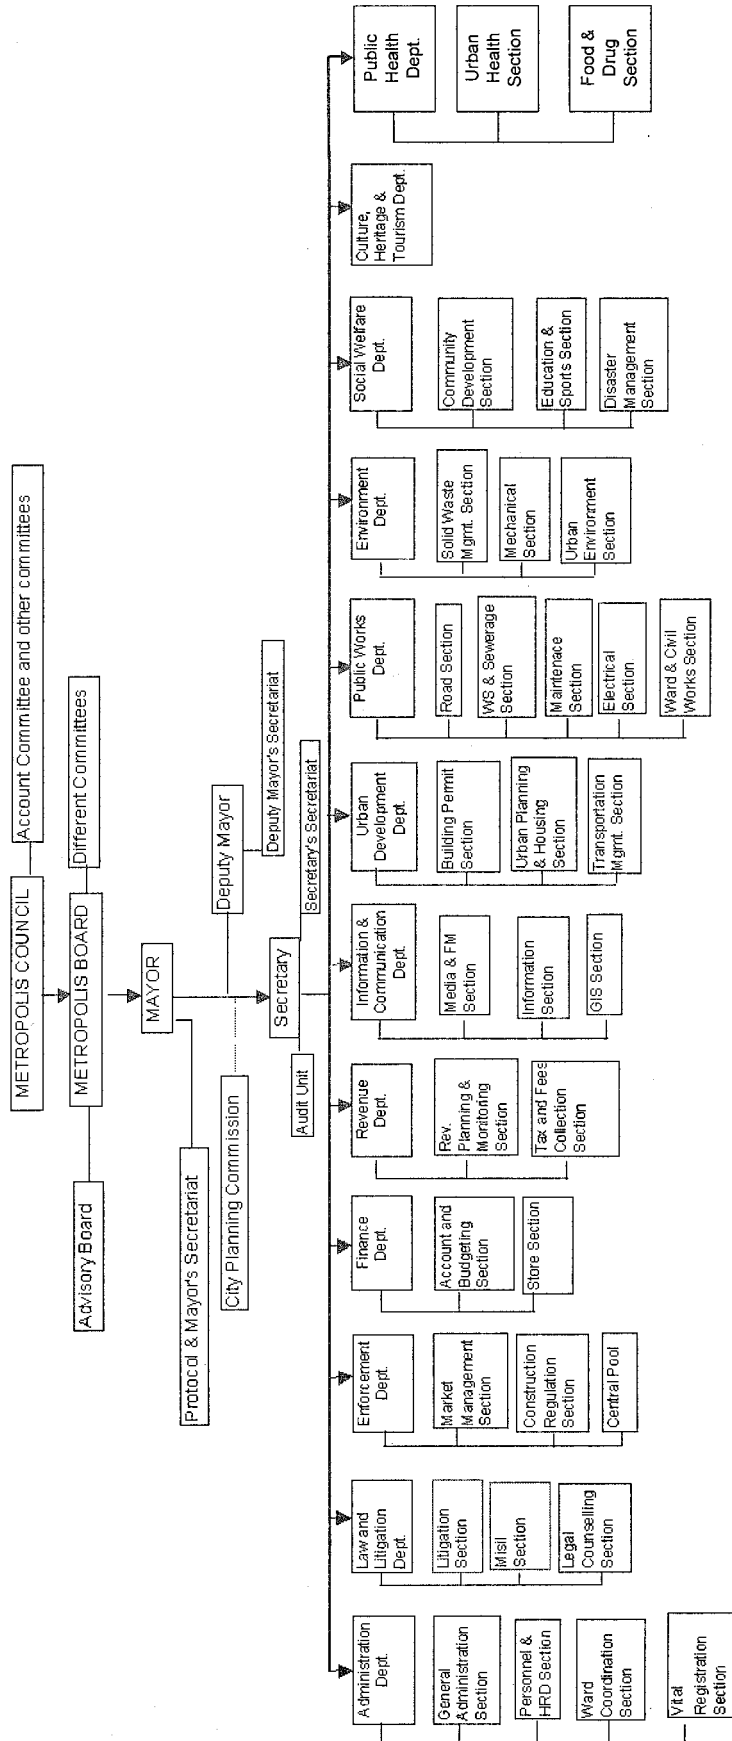 METROPOLIS COUNCIL
Account Committee and other committees
METROPOLIS BOARD
Different Committees
Advisory Board
MAYOR
Protocol & Mayor's Secretariat
Deputy Mayor
Deputy Mayor's Secretariat
City Planning Commission
Secretary
Secretary's Secretariat
Audit Unit
Administration
Dept.
General
Administration
Section
Personnel &
HRD Section
Ward
Coordination
Section
Vital
Registration
Section
Law and
Litigation
Dept.
Litigation
Section
Misil
Section
Legal
Counselling
Section
Enforcement
Dept.
Market
Management
Section
Construction
Regulation
Section
Central Pool
Finance
Dept.
Account and
Budgeting
Section
Store Section
Revenue
Dept.
Rev.
Planning &
Monitoring
Section
Tax and Fees
Collection
Section
Information &
Communication
Dept.
Media & FM
Section
Information
Section
GIS Section
Urban
Development
Dept.
Building Permit
Section
Urban Planning
& Housing
Section
Transportation
Mgmt. Section
Public Works
Dept.
Road Section
WS & Sewerage
Section
Maintenace
Section
Electrical
Section
Ward & Civil
Works Section
Environment
Dept.
Solid Waste
Mgmt. Section
Mechanical
Section
Urban
Environment
Section
Social Welfare
Dept.
Community
Development
Section
Education &
Sports Section
Disaster
Management
Section
Culture,
Heritage &
Tourism Dept.
Public
Health
Dept.
Urban
Health
Section
Food &
Drug
Section